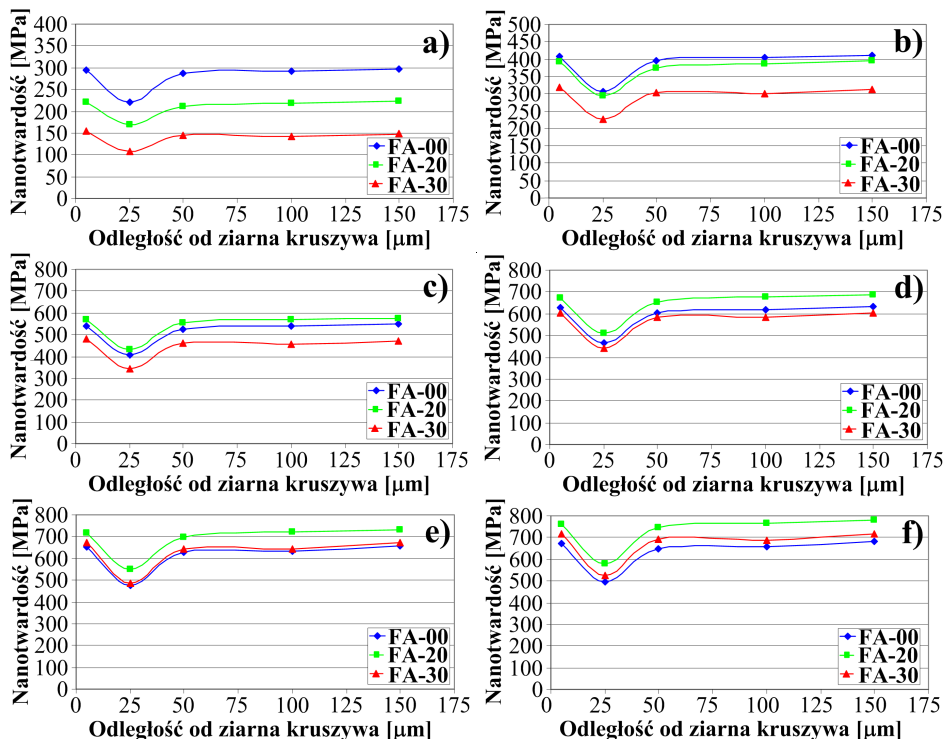 Nanotwardość [MPa]
400
350
300
250
200
150
100
50
0
a)
FA-00
FA-20
FA-30
0 25 50 75 100 125 150 175
Odległość od ziarna kruszywa [μm]
Nanotwardość [MPa]
500
450
400
350
300
250
200
150
100
50
0
b)
FA-00
FA-20
FA-30
0 25 50 75 100 125 150 175
Odległość od ziarna kruszywa [μm]
Nanotwardość [MPa]
800
700
600
500
400
300
200
100
0
c)
FA-00
FA-20
FA-30
0 25 50 75 100 125 150 175
Odległość od ziarna kruszywa [μm]
Nanotwardość [MPa]
800
700
600
500
400
300
200
100
0
d)
FA-00
FA-20
FA-30
0 25 50 75 100 125 150 175
Odległość od ziarna kruszywa [μm]
Nanotwardość [MPa]
800
700
600
500
400
300
200
100
0
e)
FA-00
FA-20
FA-30
0 25 50 75 100 125 150 175
Odległość od ziarna kruszywa [μm]
Nanotwardość [MPa]
800
700
600
500
400
300
200
100
0
f)
FA-00
FA-20
FA-30
0 25 50 75 100 125 150 175
Odległość od ziarna kruszywa [μm]